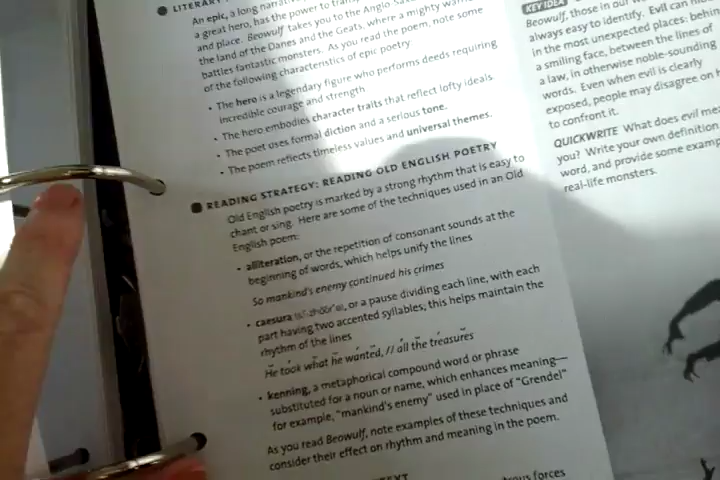 LITERARY
An epic, a long narrative
a great hero, has the power to
and place. Beowulf takes you to the Anglo
the land of the Danes and the Geats, where a mighty
battles fantastic monsters. As you read the poem, note some
of the following characteristics of epic poetry
• The hero is a legendary figure who performs deeds requiring
incredible courage and strength
• The hero embodies character traits that reflect lofty ideals
• The poet uses formal diction and a serious tone.
• The poem reflects timeless values and universal themes.
READING STRATEGY: READING OLD ENGLISH POETRY
Old English poetry is marked by a strong rhythm that is easy to
chant or sing. Here are some of the techniques used in an Old
English poem:
• alliteration, or the repetition of consonant sounds at the
beginning of words, which helps unify the lines
So mankind's enemy continued his crimes
• caesura, or a pause dividing each line, with each
part having two accented syllables; this helps maintain the
rhythm of the lines
He took what he wanted, // all the treasures
• kenning, a metaphorical compound word or phrase
substituted for a noun or name, which enhances meaning—
for example, "mankind's enemy" used in place of "Grendel"
As you read Beowulf, note examples of these techniques and
consider their effect on rhythm and meaning in the poem.
KEY IDEA
Beowulf, those in our
always easy to identify. Evil can
in the most unexpected places: behind
a smiling face, between the lines of
a law, in otherwise noble-sounding
words. Even when evil is clearly
exposed, people may disagree on
to confront it.
QUICKWRITE What does evil
you? Write your own definition
word, and provide some
real-life monsters.
forces